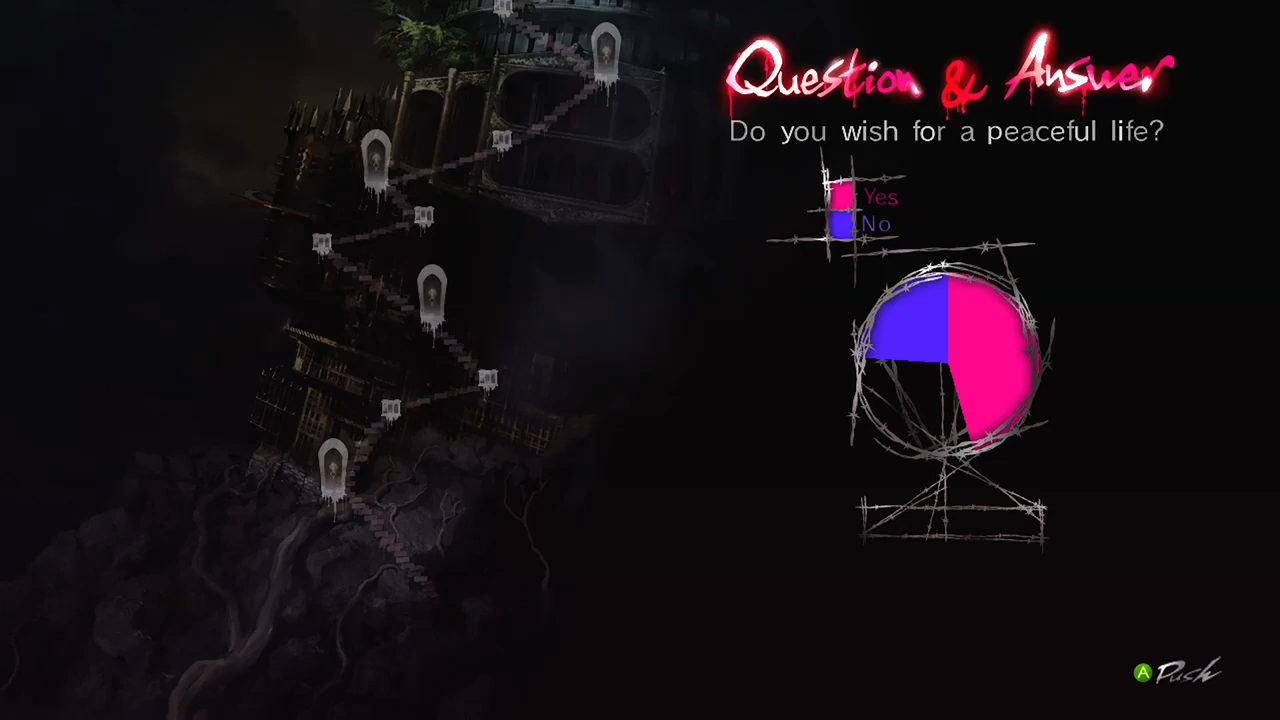 Question & Answer
Do you wish for a peaceful life?
Yes
No
A Push